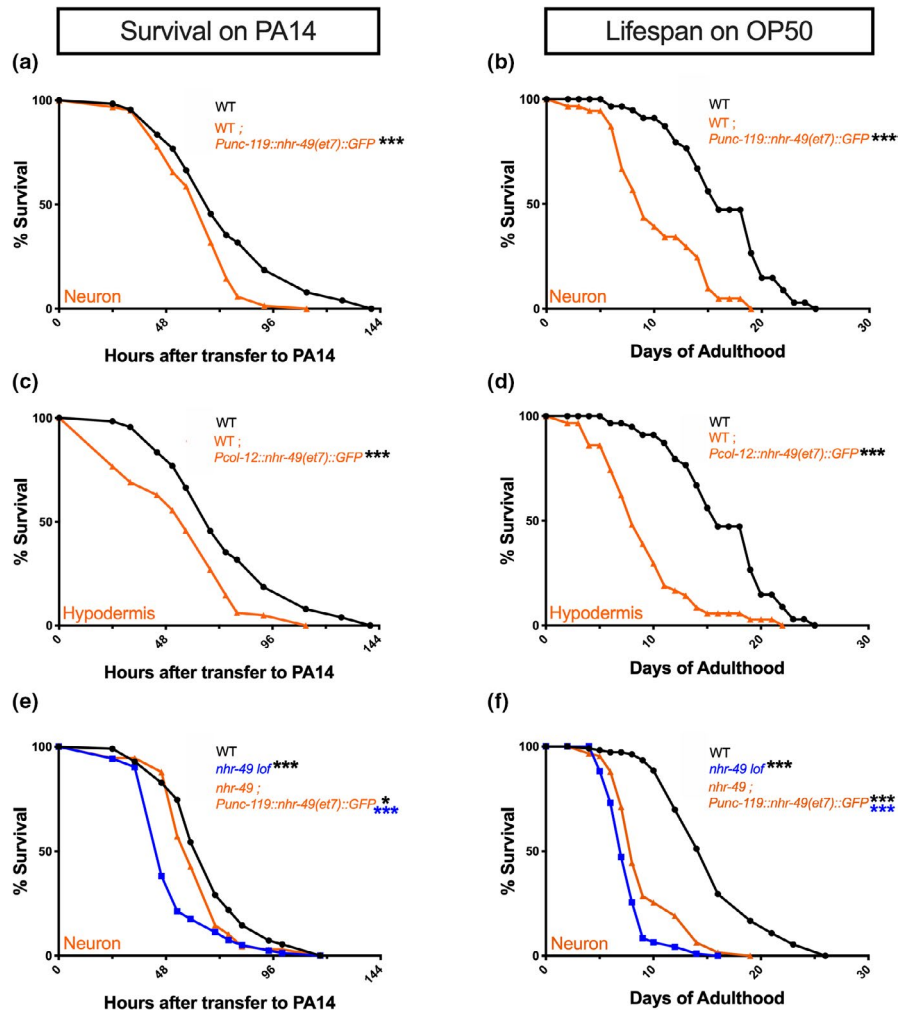 Survival on PA14
Lifespan on OP50
(a)
100
50
0
% Survival
WT
WT ;
Punc-119::nhr-49(et7)::GFP ***
Neuron
0 48 96 144
Hours after transfer to PA14
(b)
100
50
0
% Survival
WT
WT ;
Punc-119::nhr-49(et7)::GFP ***
Neuron
0 10 20 30
Days of Adulthood
(c)
100
50
0
% Survival
WT
WT ;
Pcol-12::nhr-49(et7)::GFP ***
Hypodermis
0 48 96 144
Hours after transfer to PA14
(d)
100
50
0
% Survival
WT
WT ;
Pcol-12::nhr-49(et7)::GFP ***
Hypodermis
0 10 20 30
Days of Adulthood
(e)
100
50
0
% Survival
WT
nhr-49 lof ***
nhr-49 ;
Punc-119::nhr-49(et7)::GFP *
***
Neuron
0 48 96 144
Hours after transfer to PA14
(f)
100
50
0
% Survival
WT
nhr-49 lof ***
nhr-49 ;
Punc-119::nhr-49(et7)::GFP ***
***
Neuron
0 10 20 30
Days of Adulthood